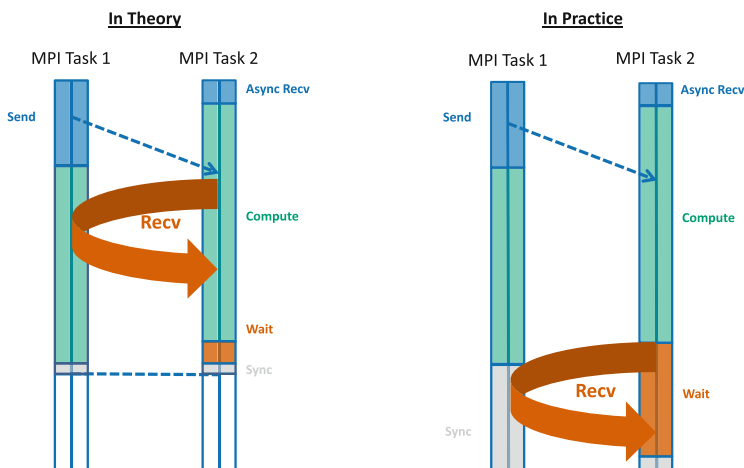 In Theory
MPI Task 1
MPI Task 2
Async Recv
Send
Recv
Compute
Wait
Sync
In Practice
MPI Task 1
MPI Task 2
Async Recv
Send
Compute
Recv
Wait
Sync